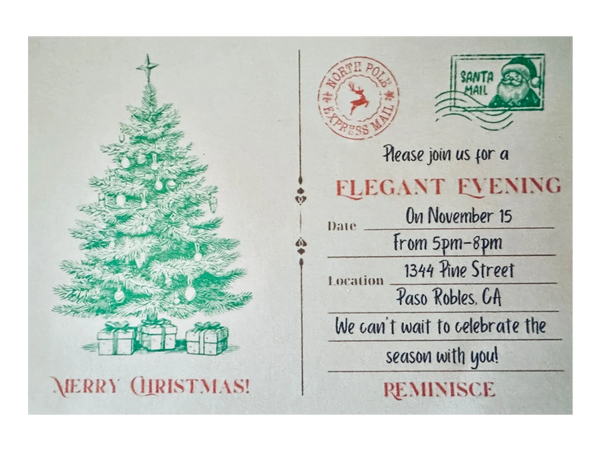 NORTH POLE
EXPRESS MAIL
SANTA
MAIL
Please join us for a
ELEGANT EVENING
Date On November 15
From 5pm-8pm
Location 1344 Pine Street
Paso Robles, CA
We can't wait to celebrate the
season with you!
MERRY CHRISTMAS!
REMINISCE